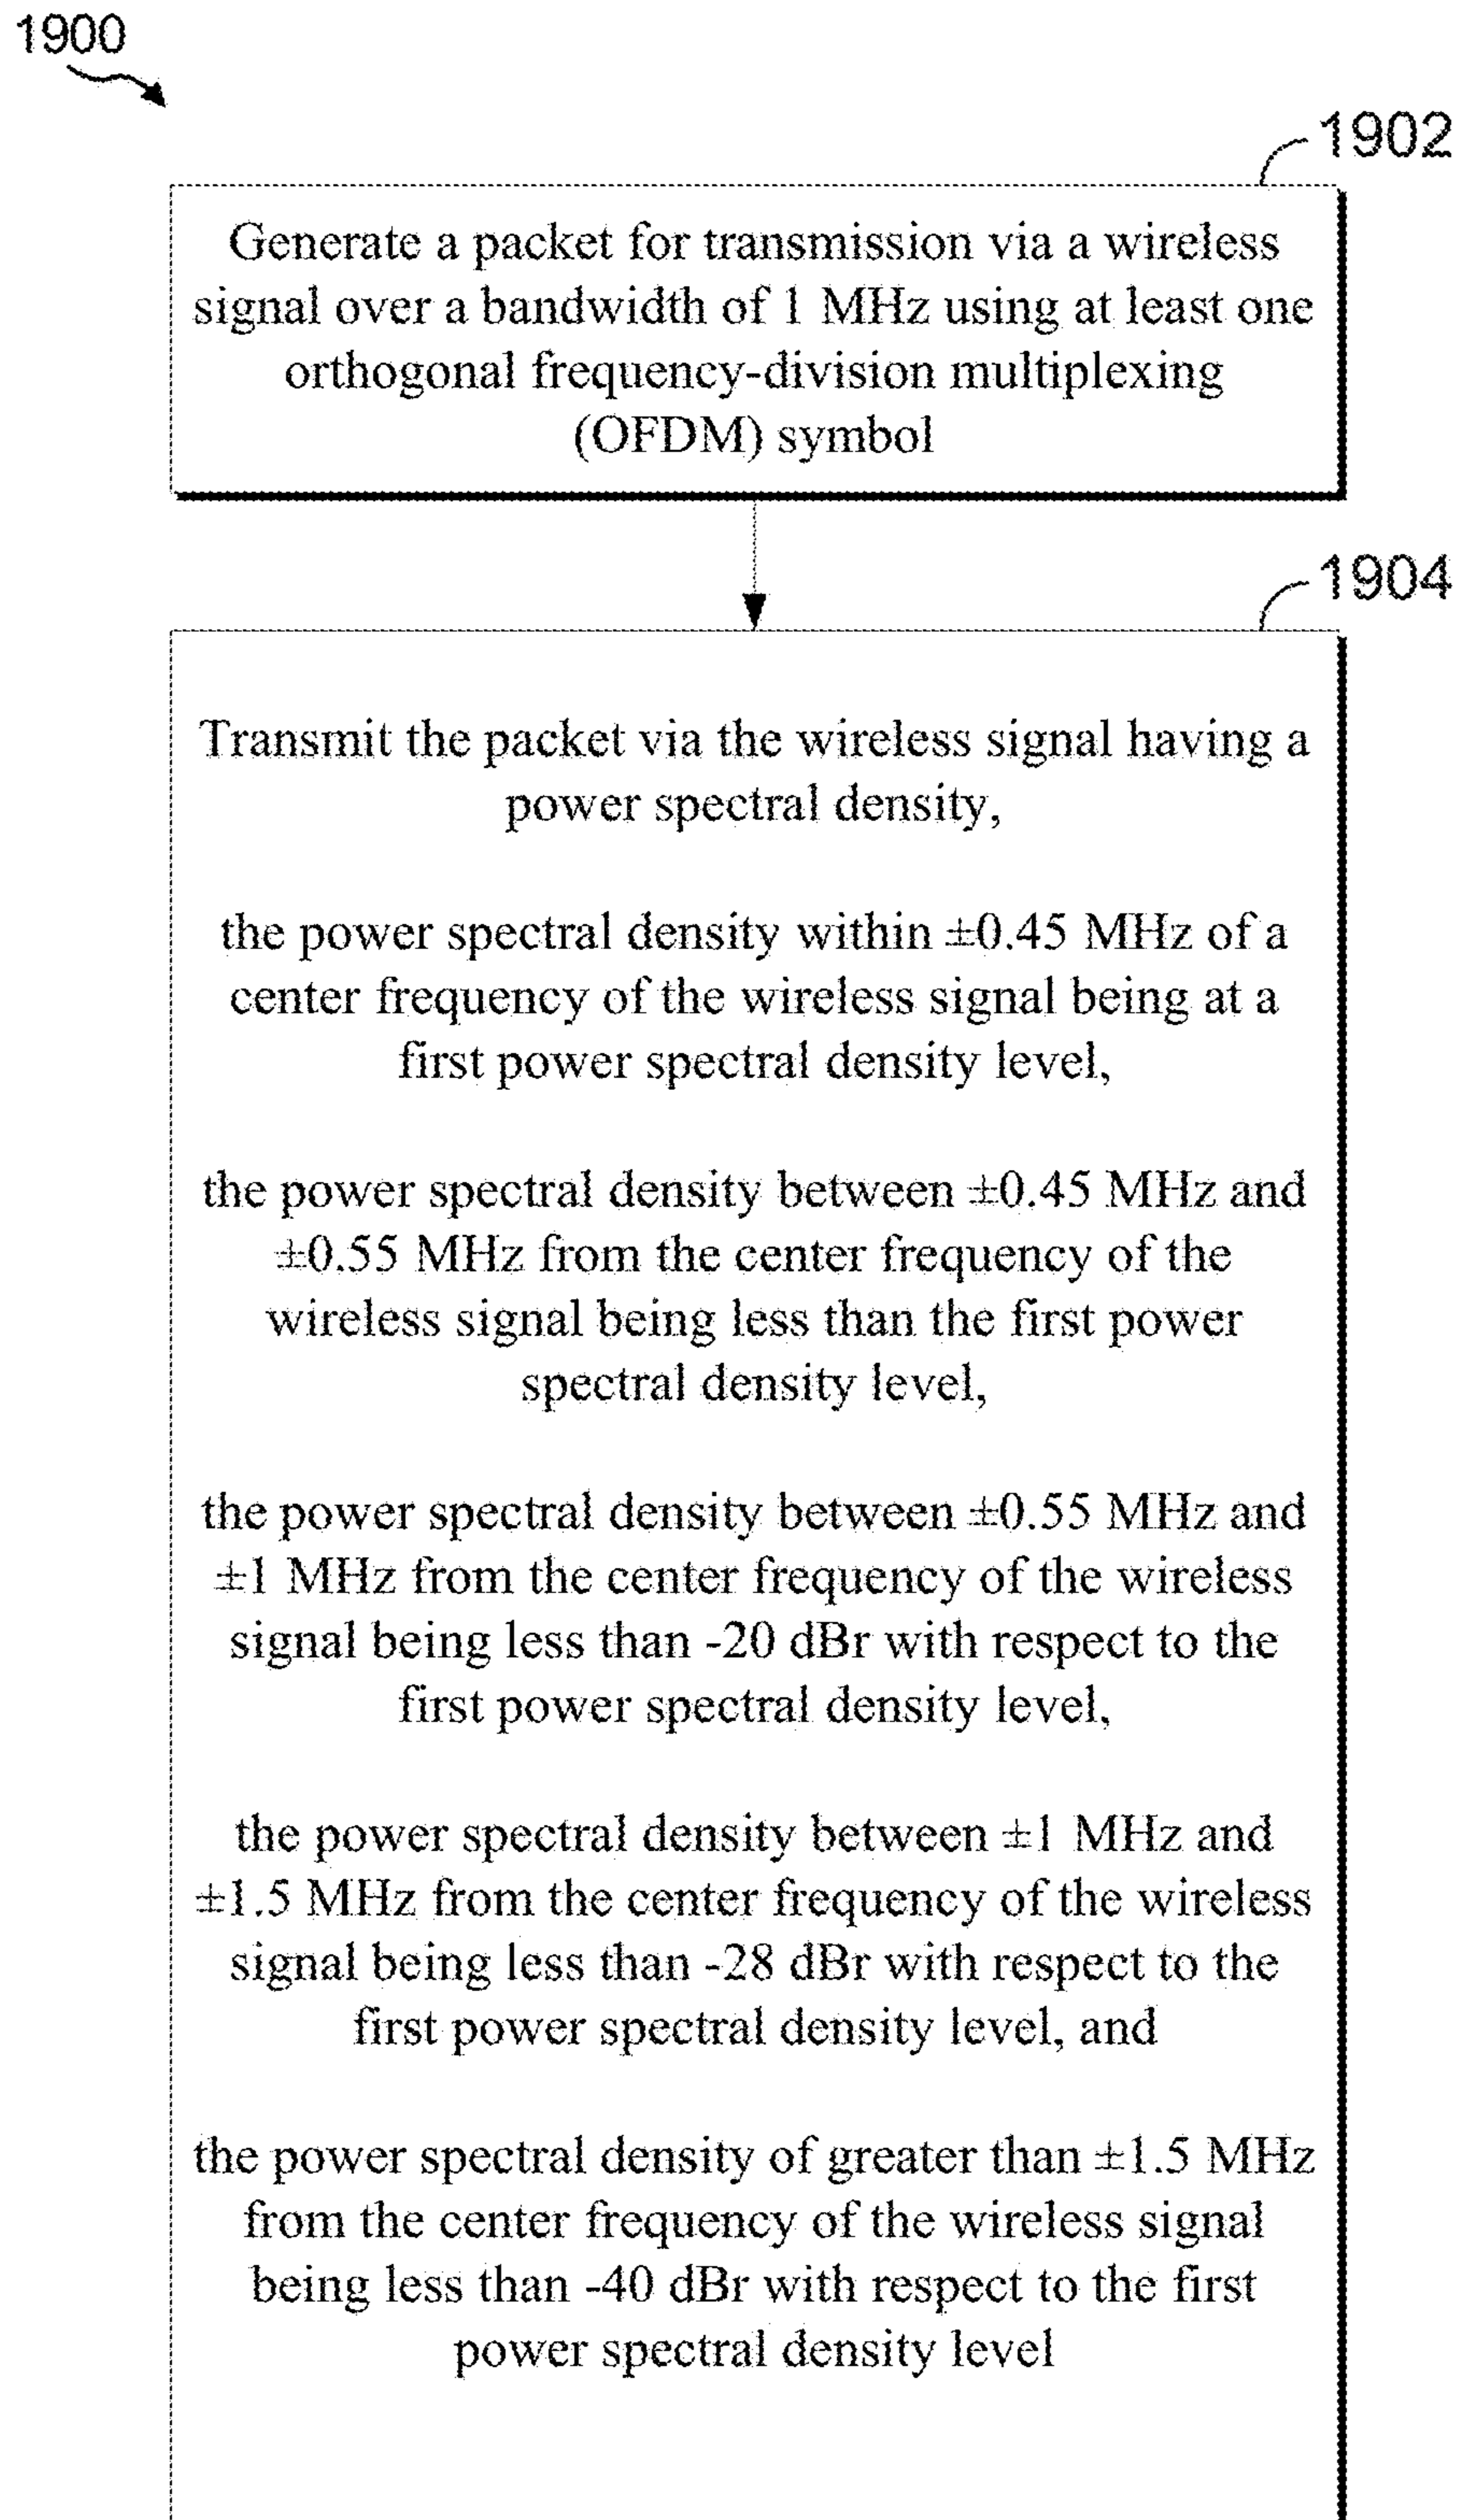 1900
1902
Generate a packet for transmission via a wireless
signal over a bandwidth of 1 MHz using at least one
orthogonal frequency-division multiplexing
(OFDM) symbol
1904
Transmit the packet via the wireless signal having a
power spectral density,
the power spectral density within ±0.45 MHz of a
center frequency of the wireless signal being at a
first power spectral density level,
the power spectral density between ±0.45 MHz and
±0.55 MHz from the center frequency of the
wireless signal being less than the first power
spectral density level,
the power spectral density between ±0.55 MHz and
±1 MHz from the center frequency of the wireless
signal being less than -20 dBr with respect to the
first power spectral density level,
the power spectral density between ±1 MHz and
±1.5 MHz from the center frequency of the wireless
signal being less than -28 dBr with respect to the
first power spectral density level, and
the power spectral density of greater than ±1.5 MHz
from the center frequency of the wireless signal
being less than -40 dBr with respect to the first
power spectral density level